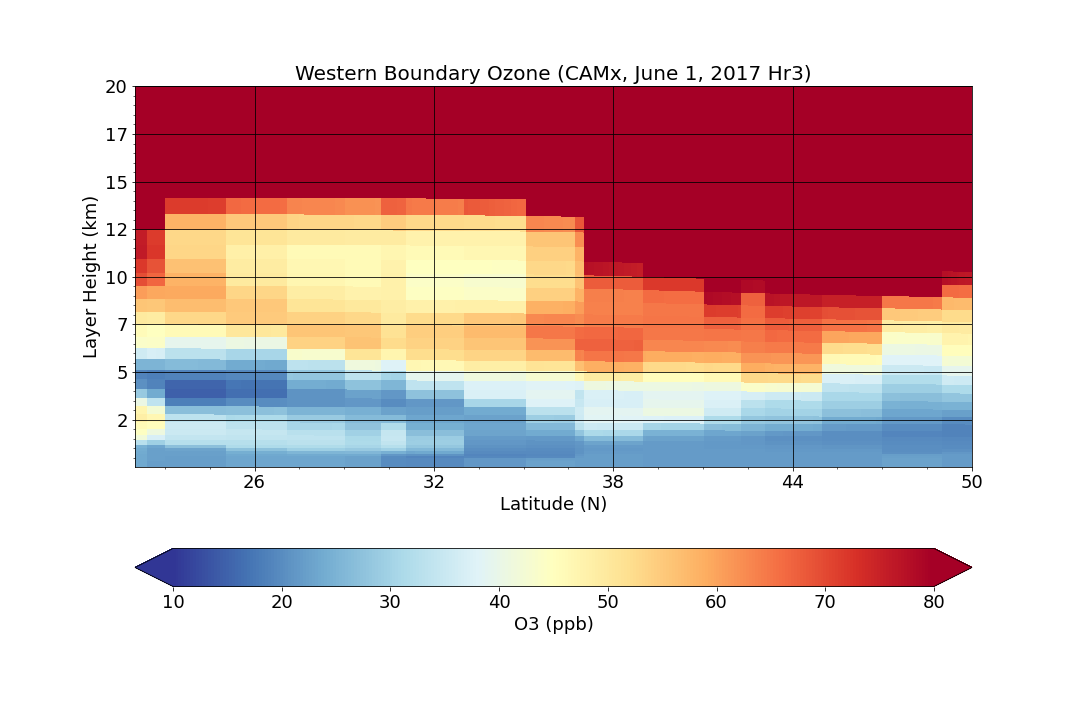 Western Boundary Ozone (CAMx, June 1, 2017 Hr3)
20
17
15
12
10
7
5
2
Layer Height (km)
26 32 38 44 50
Latitude (N)
10 20 30 40 50 60 70 80
O3 (ppb)